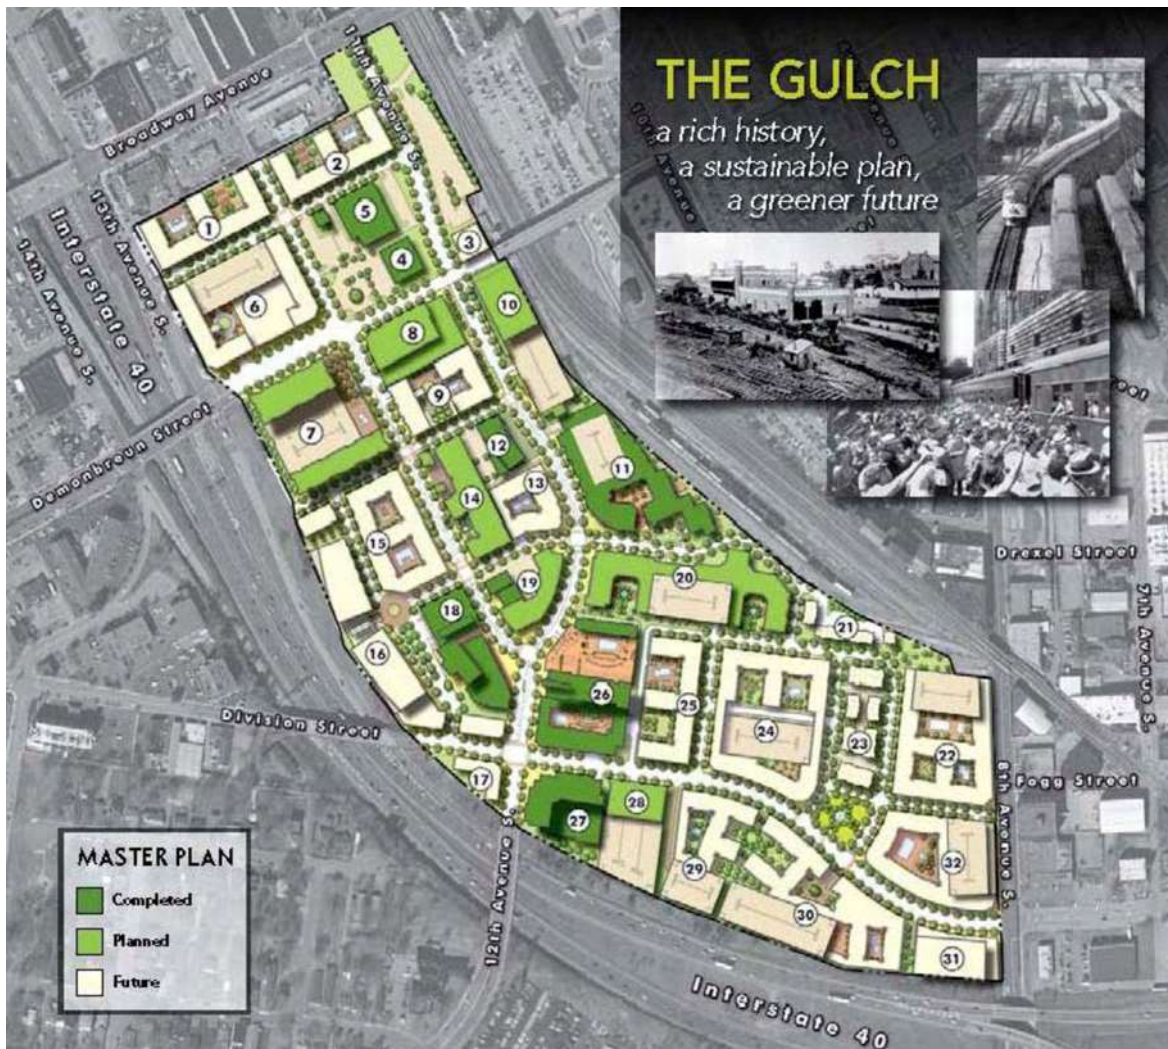 THE GULCH
a rich history,
a sustainable plan,
a greener future
Broadway Avenue
11th Avenue S.
10th Avenue
13th Avenue S.
Interstate 40
14th Avenue S.
Demonbreun Street
Drexel Street
7th Avenue S.
Division Street
Fogg Street
8th Avenue S.
12th Avenue S.
Interstate 40
1
2
3
4
5
6
7
8
9
10
11
12
13
14
15
16
17
18
19
20
21
22
23
24
25
26
27
28
29
30
31
32
MASTER PLAN
Completed
Planned
Future